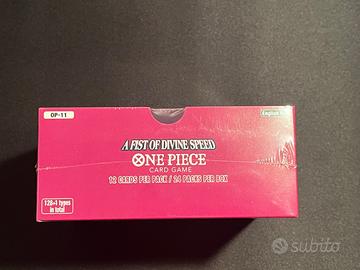 OP-11
English
A FIST OF DIVINE SPEED
ONE PIECE
CARD GAME
12 CARDS PER PACK / 24 PACKS PER BOX
128+1 types
in total
subito